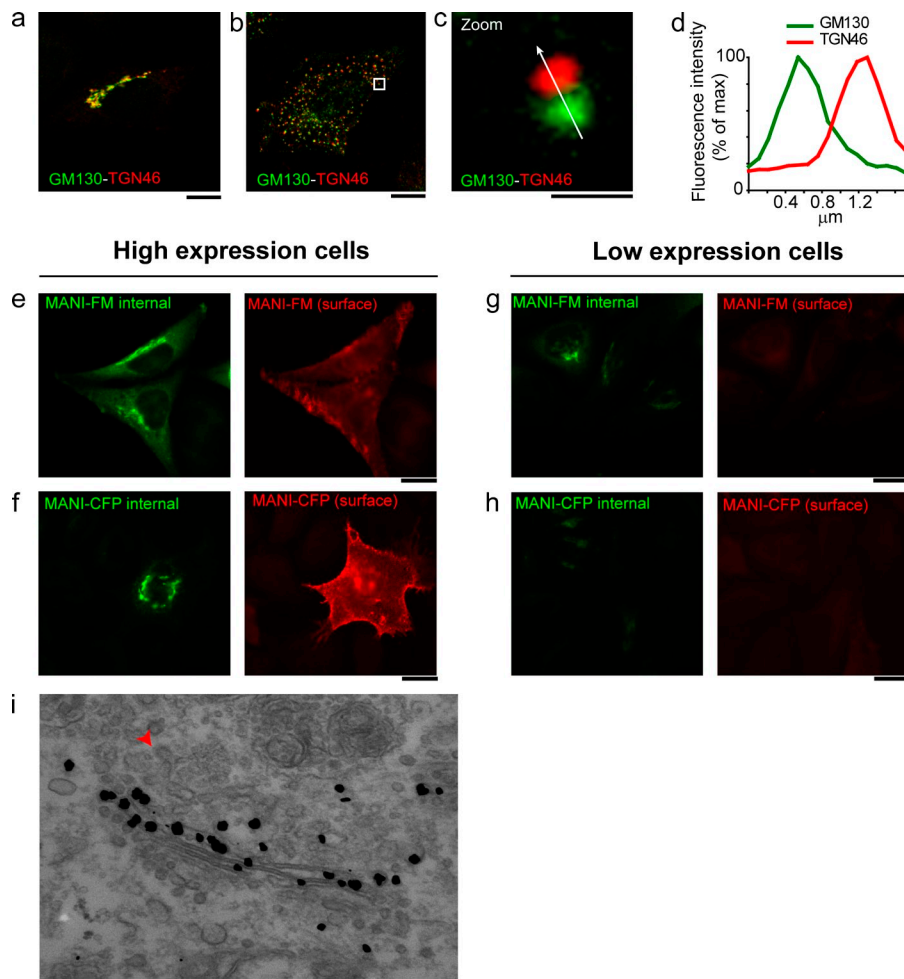 a
GM130-TGN46
b
GM130-TGN46
c
Zoom
GM130-TGN46
d
GM130
TGN46
Fluorescence intensity
(% of max)
100
0
0.4 0.8 1.2
μm
High expression cells
Low expression cells
e
MANI-FM internal
MANI-FM (surface)
g
MANI-FM internal
MANI-FM (surface)
f
MANI-CFP internal
MANI-CFP (surface)
h
MANI-CFP internal
MANI-CFP (surface)
i